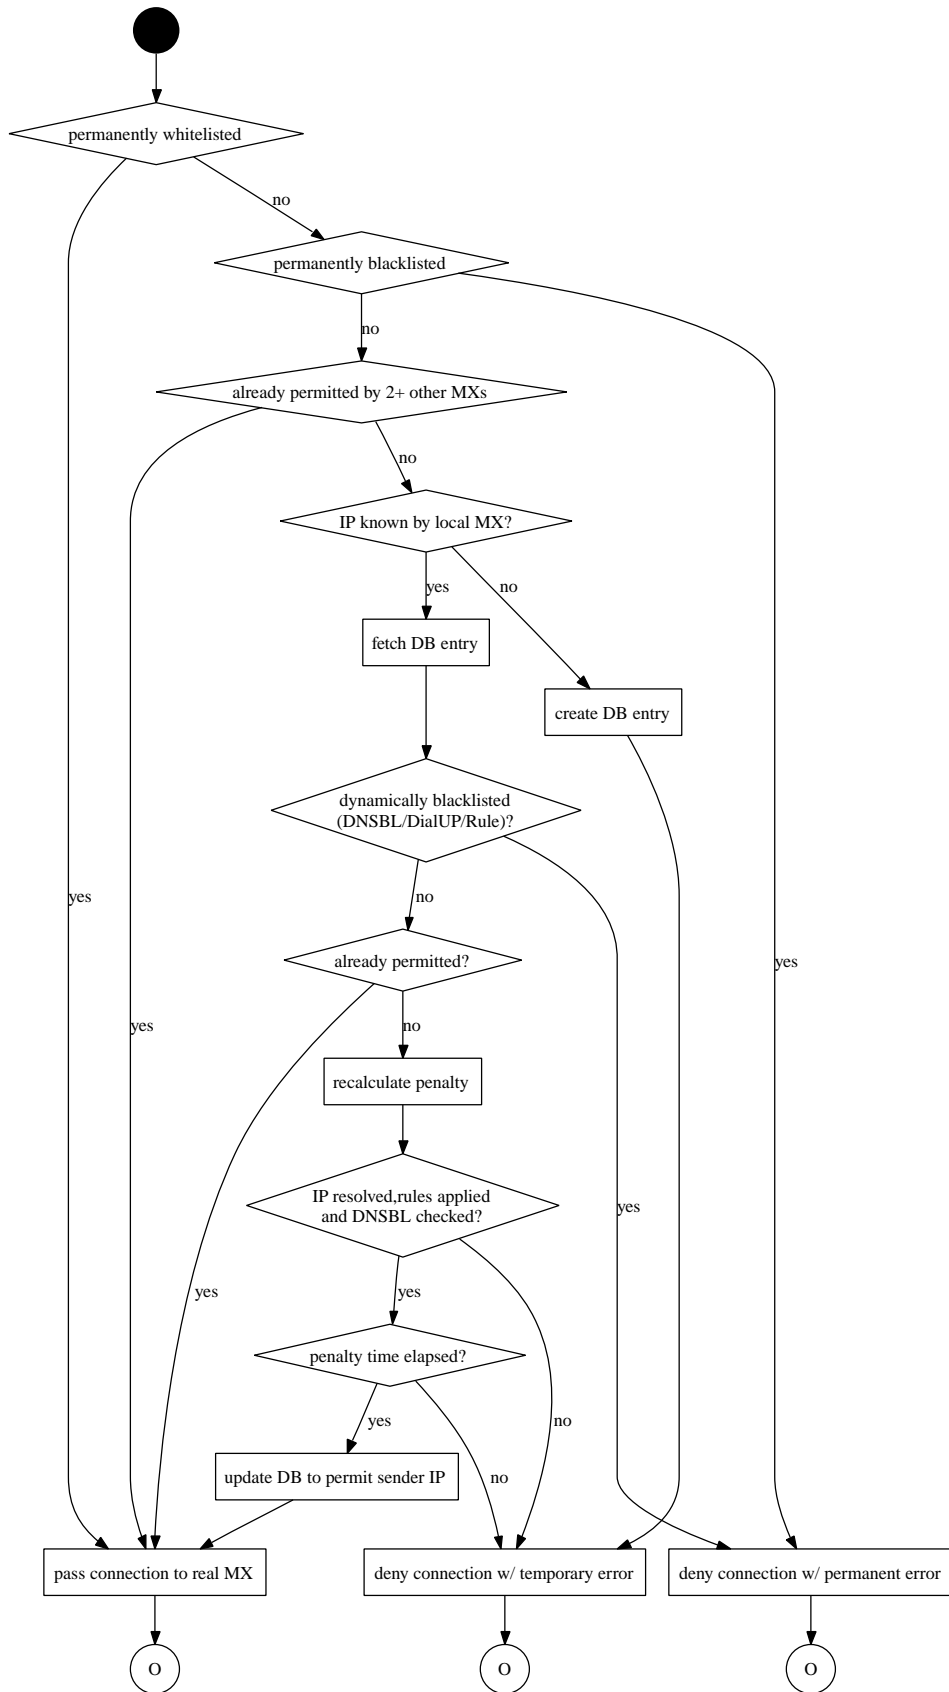 permanently whitelisted
no
permanently blacklisted
no
already permitted by 2+ other MXs
no
IP known by local MX?
yes
no
fetch DB entry
create DB entry
dynamically blacklisted
(DNSBL/DialUP/Rule)?
yes
no
already permitted?
yes
yes
no
recalculate penalty
IP resolved,rules applied
and DNSBL checked?
yes
yes
yes
penalty time elapsed?
no
yes
update DB to permit sender IP
no
pass connection to real MX
deny connection w/ temporary error
deny connection w/ permanent error
O
O
O